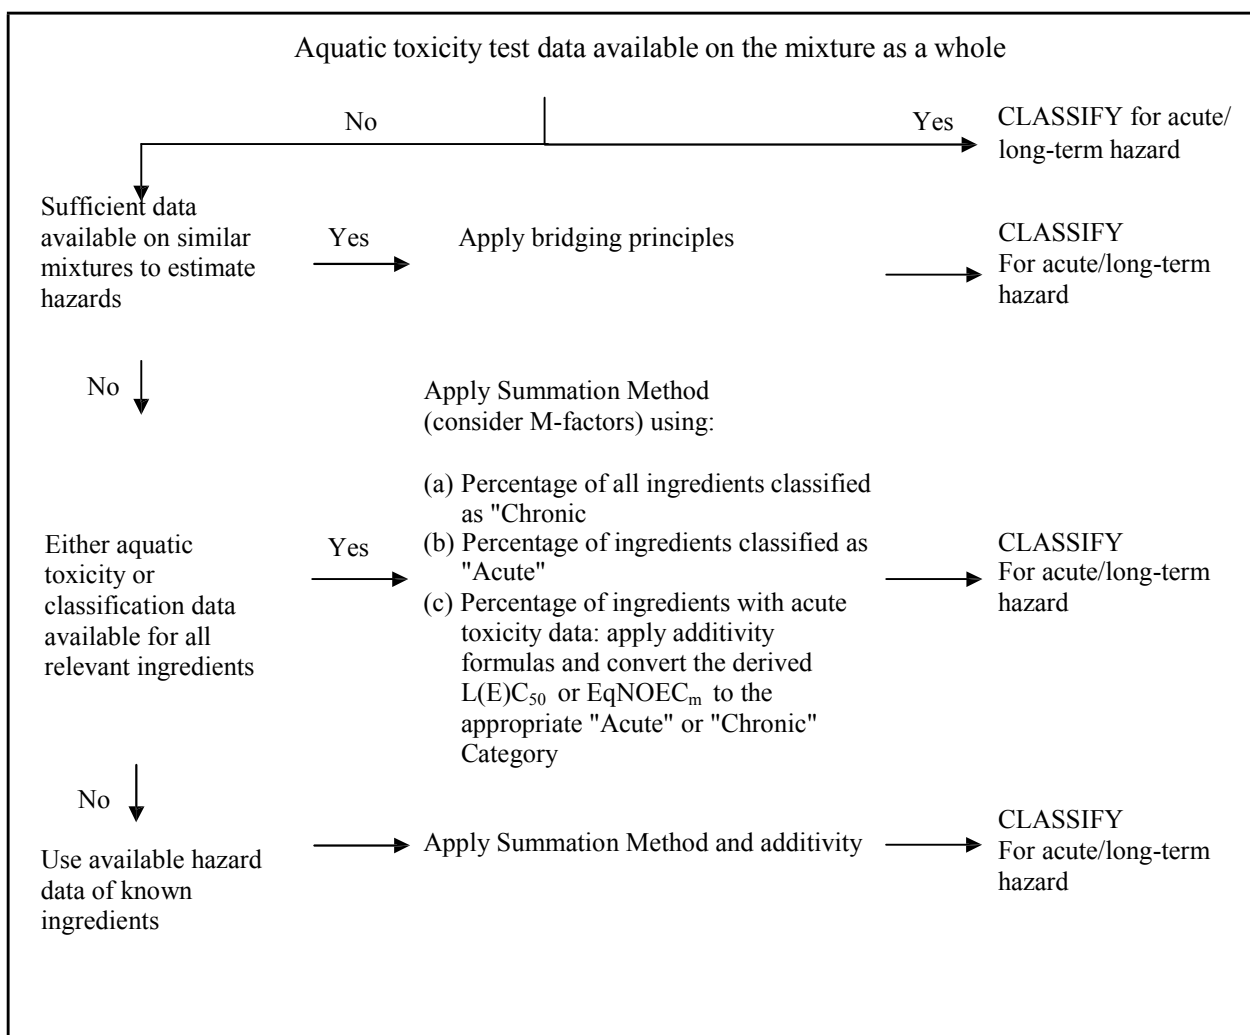 Aquatic toxicity test data available on the mixture as a whole
No
Yes
CLASSIFY for acute/
long-term hazard
Sufficient data
available on similar
mixtures to estimate
hazards
Yes
Apply bridging principles
CLASSIFY
For acute/long-term
hazard
No
Apply Summation Method
(consider M-factors) using:
(a) Percentage of all ingredients classified
as "Chronic
(b) Percentage of ingredients classified as
"Acute"
(c) Percentage of ingredients with acute
toxicity data: apply additivity
formulas and convert the derived
L(E)C50 or EqNOECm to the
appropriate "Acute" or "Chronic"
Category
Either aquatic
toxicity or
classification data
available for all
relevant ingredients
Yes
CLASSIFY
For acute/long-term
hazard
No
Use available hazard
data of known
ingredients
Apply Summation Method and additivity
CLASSIFY
For acute/long-term
hazard